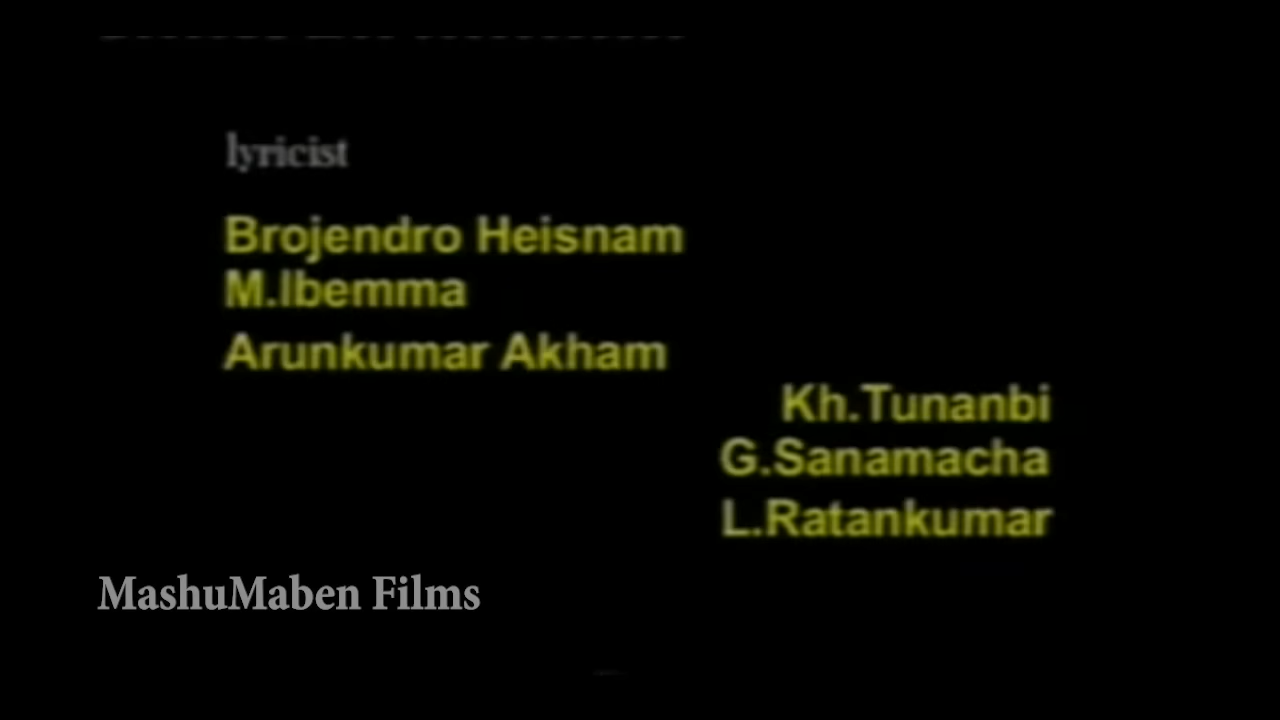 lyricist
Brojendro Heisnam
M.Ibemma
Arunkumar Akham
Kh.Tunanbi
G.Sanamacha
L.Ratankumar
MashuMaben Films